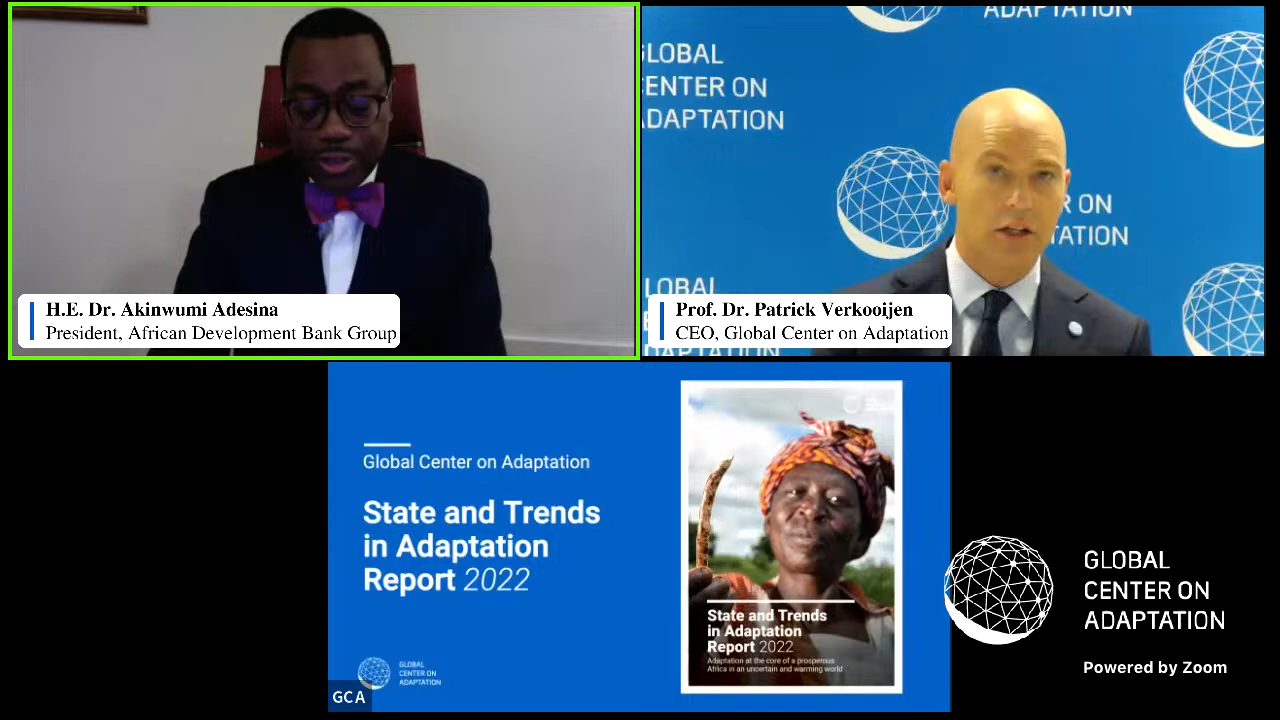 ADAPTATION
GLOBAL
CENTER ON
ADAPTATION
R ON
TATION
LOBAL
H.E. Dr. Akinwumi Adesina
President, African Development Bank Group
Prof. Dr. Patrick Verkooijen
CEO, Global Center on Adaptation
Global Center on Adaptation
State and Trends
in Adaptation
Report 2022
GLOBAL
CENTER ON
ADAPTATION
GCA
State and Trends
in Adaptation
Report 2022
Adaptation at the core of a prosperous
Africa in an uncertain and warming world
GLOBAL
CENTER ON
ADAPTATION
Powered by Zoom